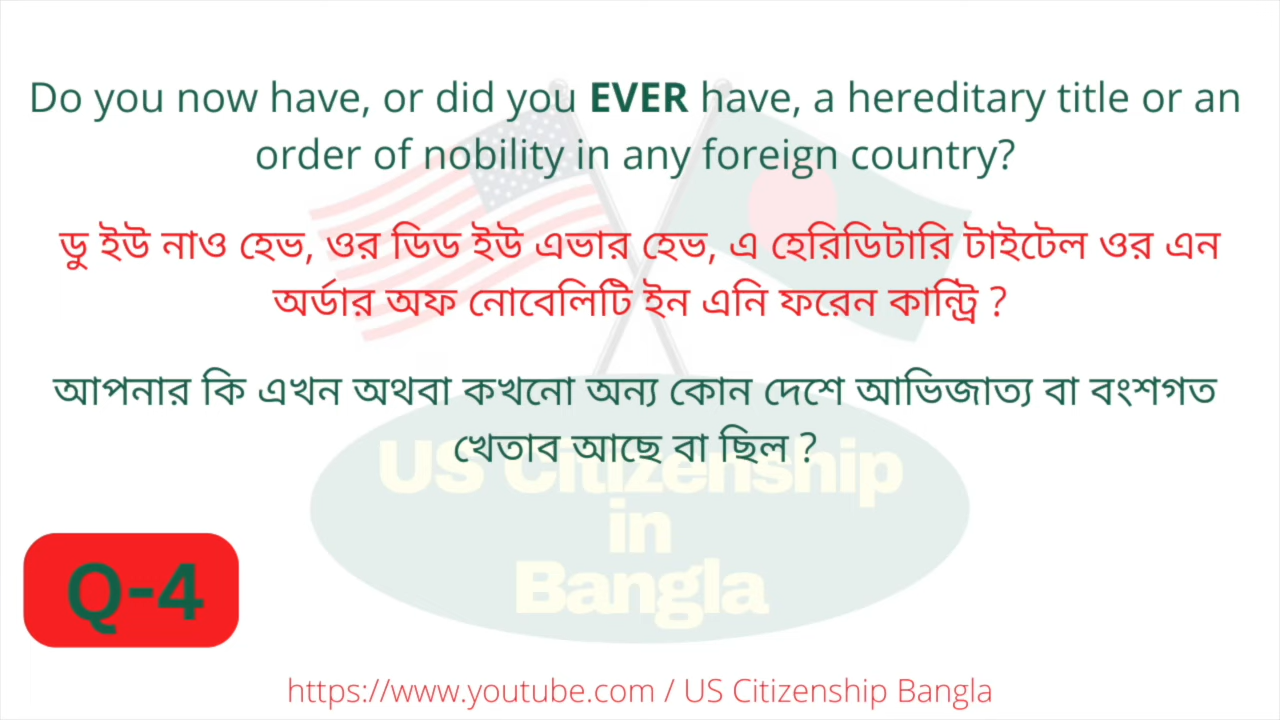 Do you now have, or did you EVER have, a hereditary title or an
order of nobility in any foreign country?
ডু ইউ নাও হেভ, ওর ডিড ইউ এভার হেভ, এ হেরিডিটারি টাইটেল ওর এন
অর্ডার অফ নোবেলিটি ইন এনি ফরেন কান্ট্রি ?
আপনার কি এখন অথবা কখনো অন্য কোন দেশে আভিজাত্য বা বংশগত
খেতাব আছে বা ছিল ?
US Citizenship
in
Bangla
Q-4
https://www.youtube.com / US Citizenship Bangla